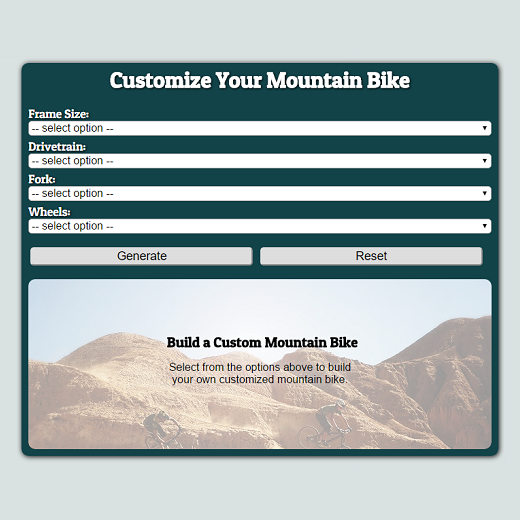 Customize Your Mountain Bike
Frame Size:
-- select option --
Drivetrain:
-- select option --
Fork:
-- select option --
Wheels:
-- select option --
Generate Reset
Build a Custom Mountain Bike
Select from the options above to build
your own customized mountain bike.